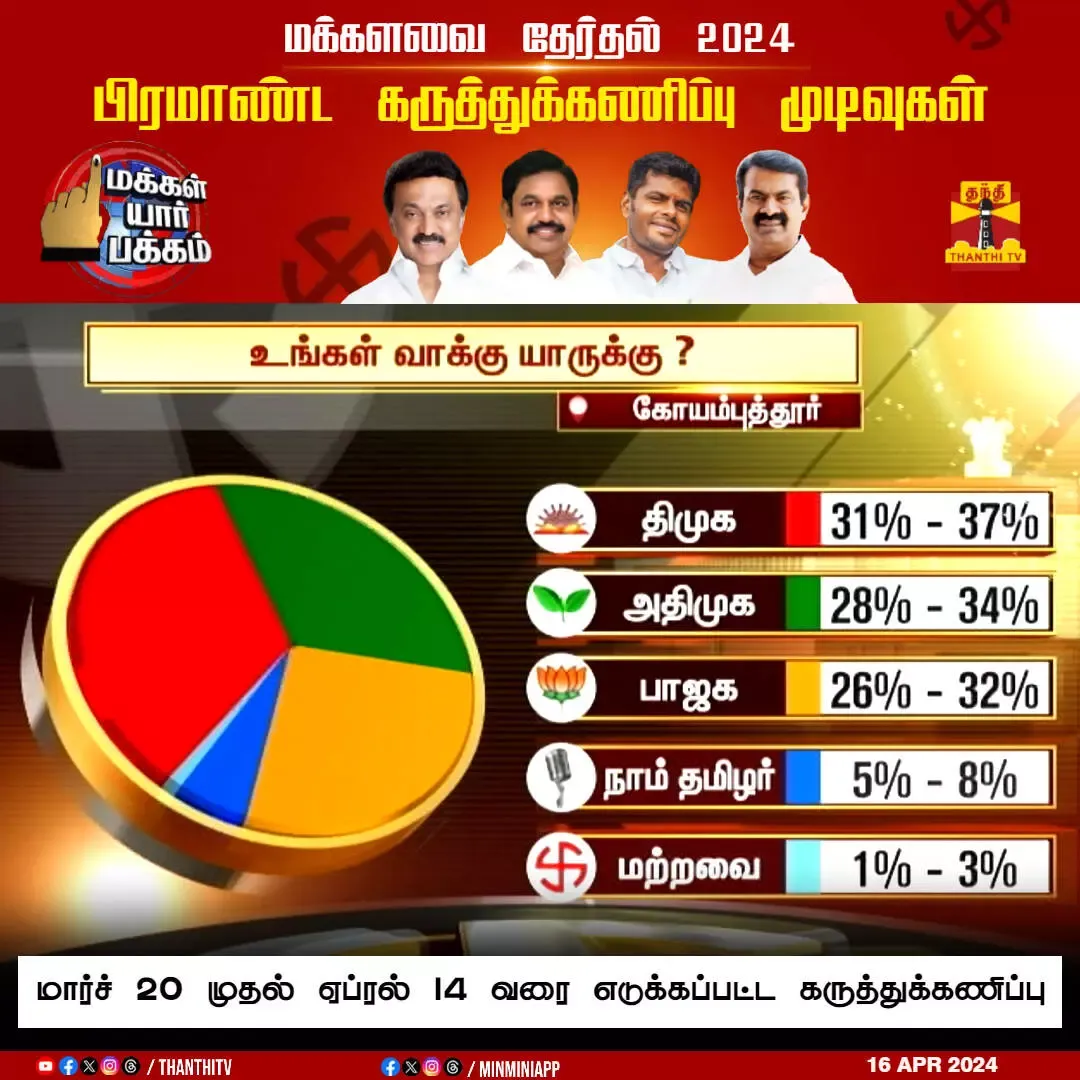 மக்களவை தேர்தல் 2024
பிரமாண்ட கருத்துக்கணிப்பு முடிவுகள்
மக்கள்
யார்
பக்கம்
தந்தி
THANTHI TV
உங்கள் வாக்கு யாருக்கு ?
கோயம்புத்தூர்
திமுக 31% - 37%
அதிமுக 28% - 34%
பாஜக 26% - 32%
நாம் தமிழர் 5% - 8%
மற்றவை 1% - 3%
மார்ச் 20 முதல் ஏப்ரல் 14 வரை எடுக்கப்பட்ட கருத்துக்கணிப்பு
/ THANTHITV / MINMINIAPP 16 APR 2024